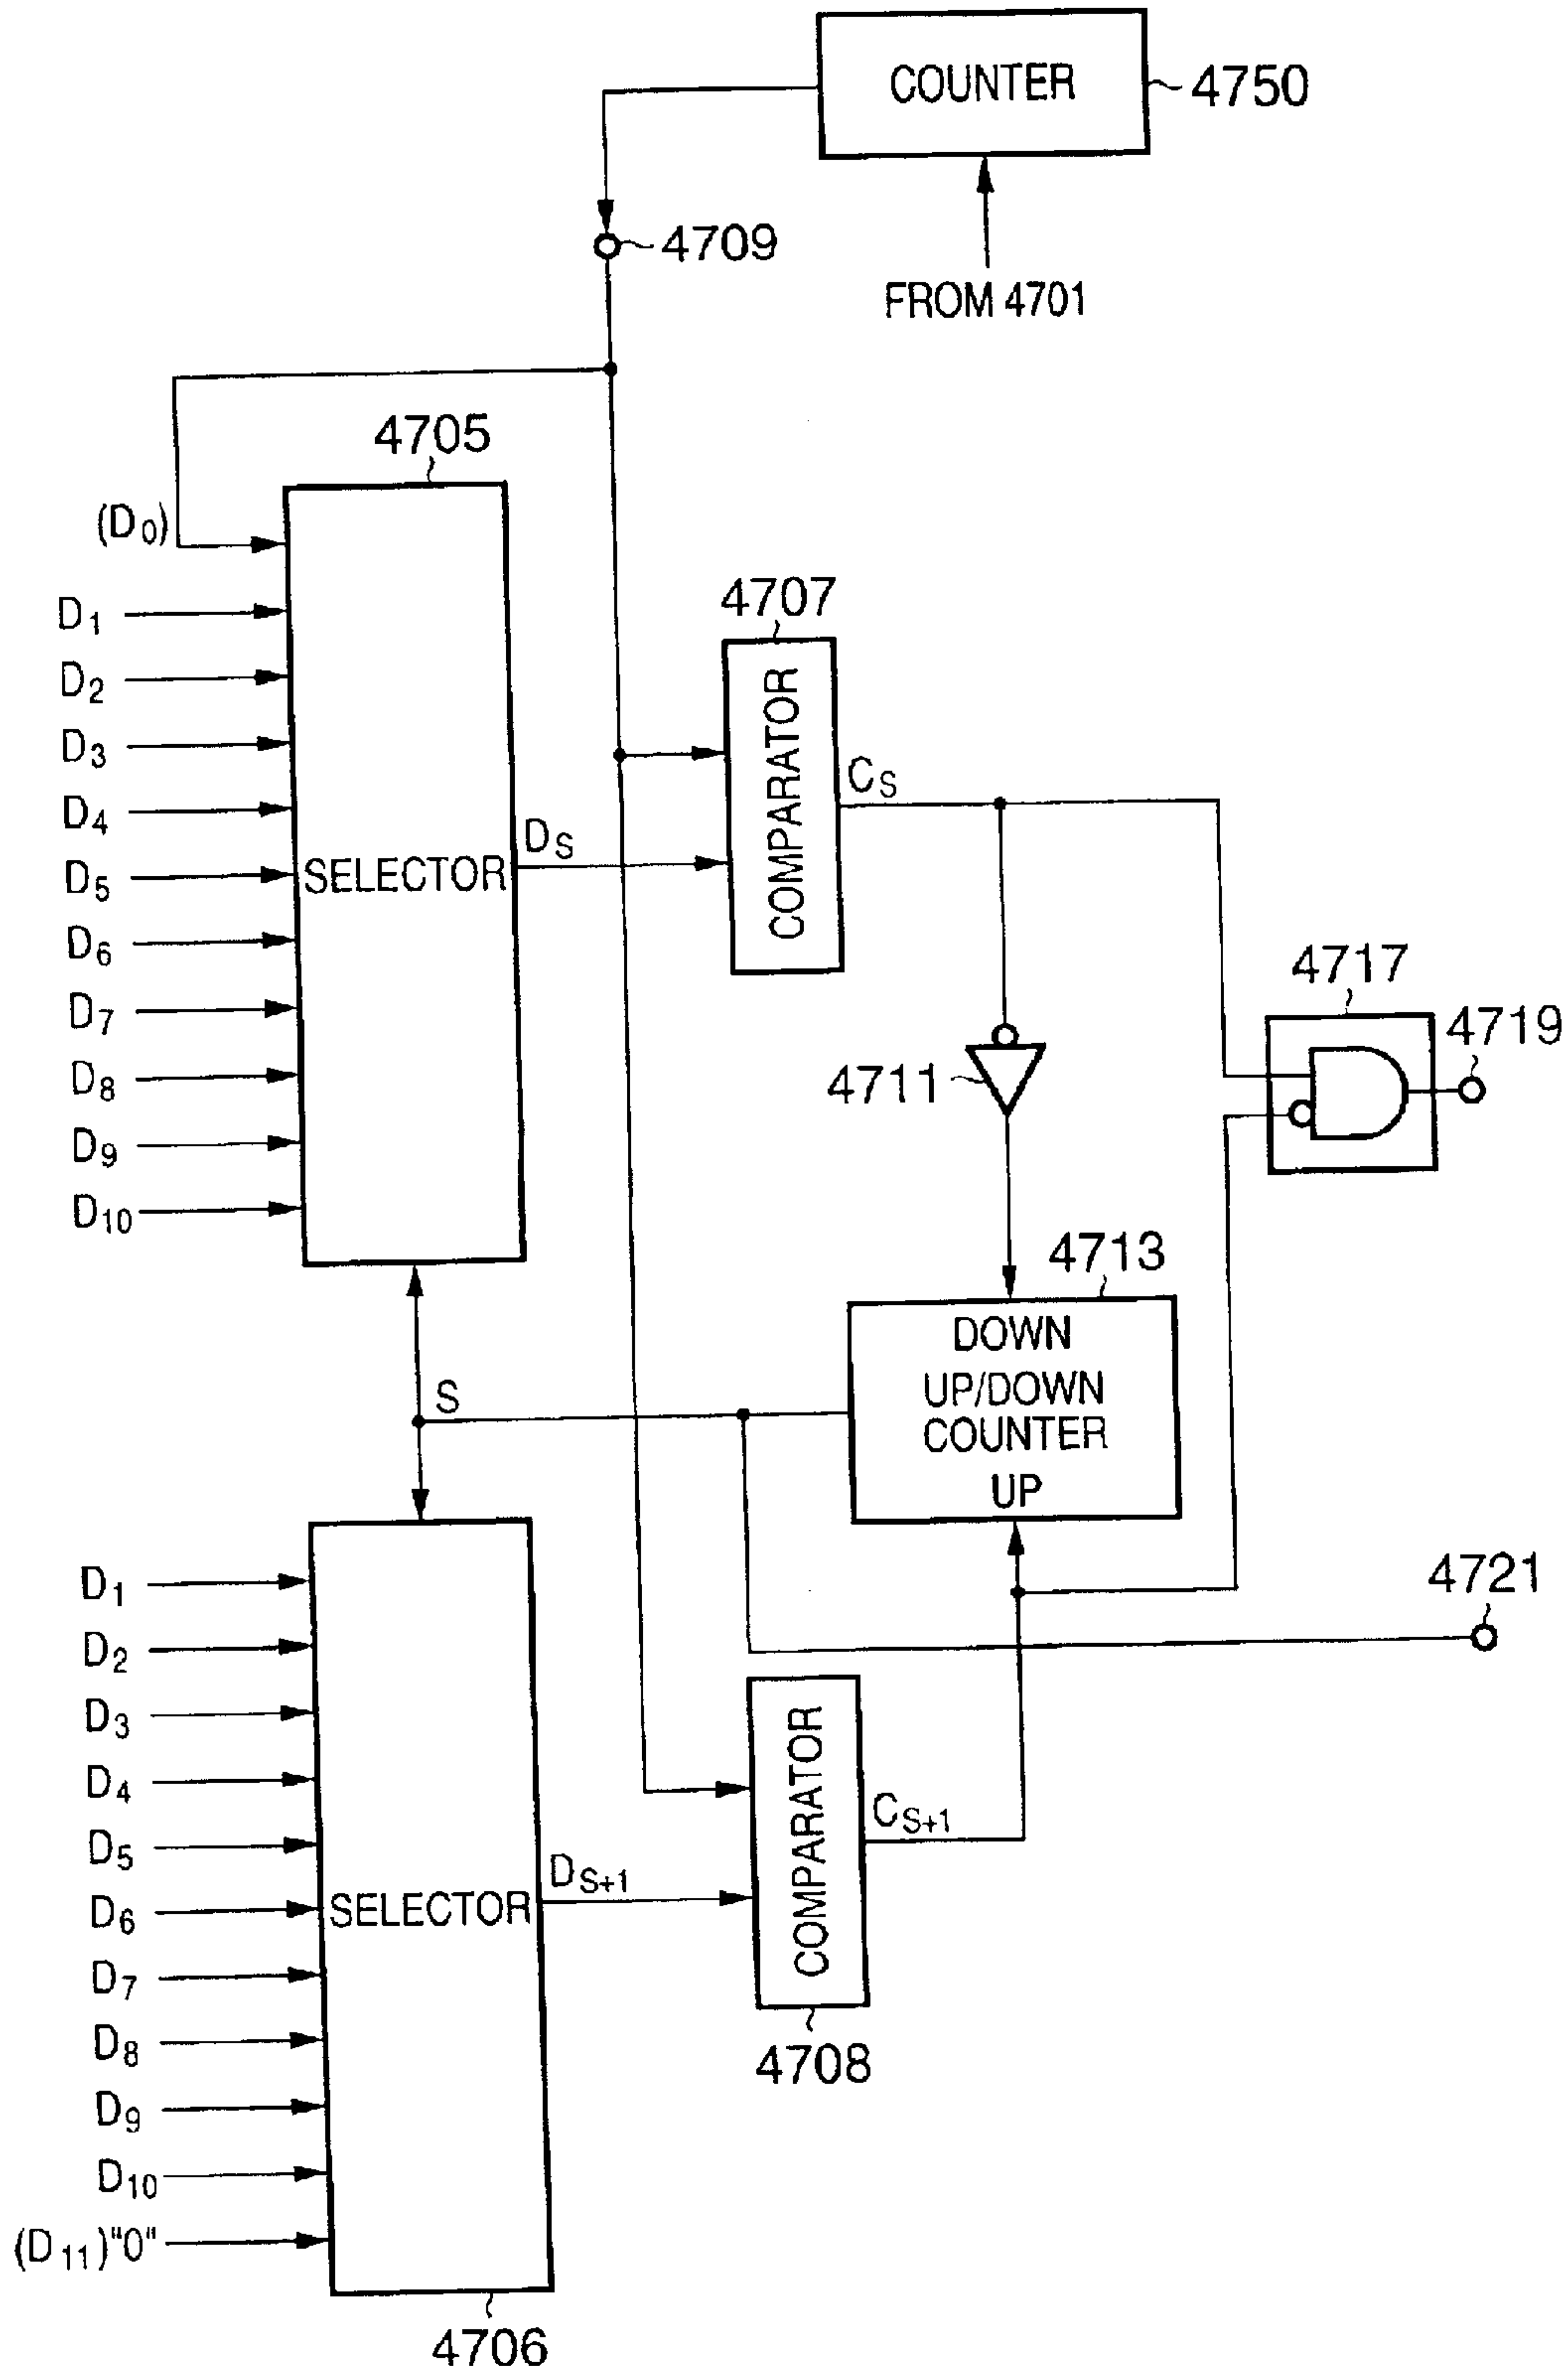 COUNTER
4750
4709
FROM 4701
4705
(D0)
D1
D2
D3
D4
D5
D6
D7
D8
D9
D10
SELECTOR
DS
4707
COMPARATOR
CS
4711
4717
4719
4713
DOWN
UP/DOWN
COUNTER
UP
S
4721
D1
D2
D3
D4
D5
D6
D7
D8
D9
D10
(D11)"0"
SELECTOR
DS+1
COMPARATOR
CS+1
4708
4706